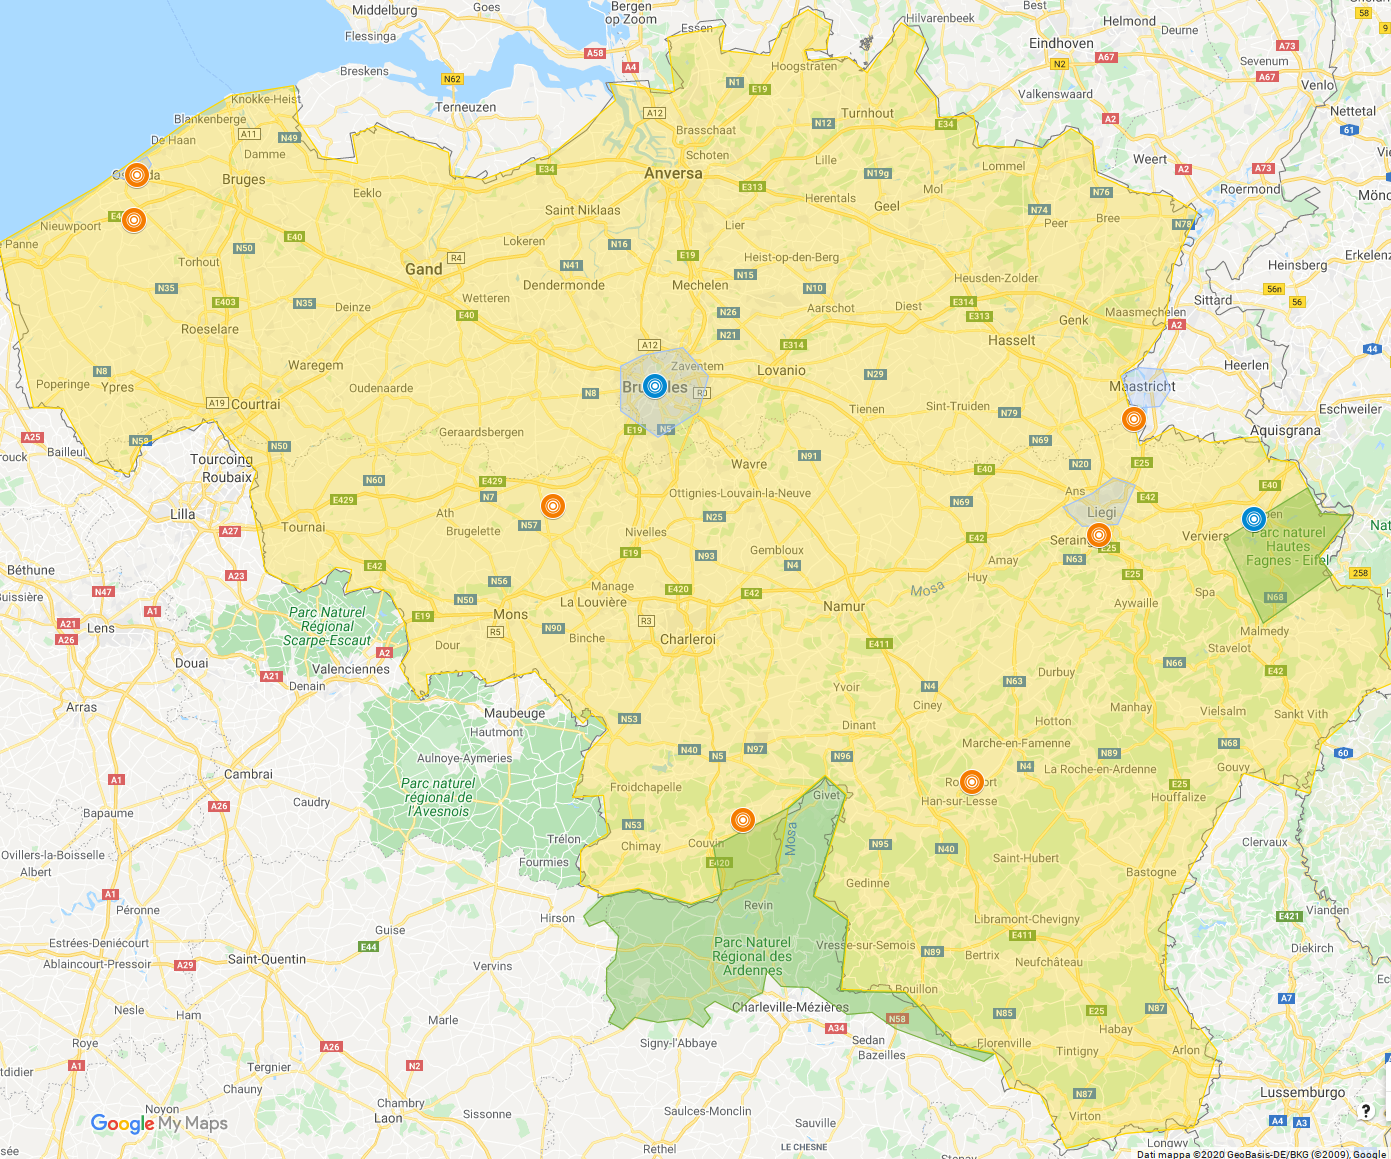 Middelburg
Goes
Bergen
op Zoom
Essen
Hilvarenbeek
Best
Helmond
58
Deurne
9
Flessinga
A58
Eindhoven
A73
A67
Sevenum
Breskens
N62
A4
Hoogstraten
N2
A67
Venlo
Knokke-Heist
Terneuzen
N1
E19
Valkenswaard
Nettetal
Blankenberge
A12
Turnhout
A2
61
De Haan
A11
N49
Brasschaat
N12
E34
Damme
Schoten
Lille
Lommel
Weert
A2
A73
E34
Anversa
N19g
Roermond
Bruges
Eeklo
E313
Mol
N76
Herentals
Geel
N74
Bree
Nieuwpoort
Saint Niklaas
Lier
Peer
N78
N50
E40
Lokeren
N16
E19
Heist-op-den-Berg
Erkelenz
Torhout
Gand
R4
N41
N15
Heusden-Zolder
Heinsberg
N35
Dendermonde
Mechelen
N10
56n
E403
N35
Wetteren
Sittard
56
Deinze
E40
N26
Aarschot
Diest
E314
E313
Maasmechelen
Roeselare
N21
Genk
A2
A12
E314
Hasselt
44
Waregem
Zaventem
Lovanio
Heerlen
N8
N29
Poperinge
Ypres
Oudenaarde
N8
R0
Maastricht
A19
Courtrai
Tienen
Sint-Truiden
N79
Eschweiler
A25
N58
Geraardsbergen
E19
N5
N69
Aquisgrana
Bailleul
N50
Tourcoing
Roubaix
Wavre
N91
E40
N20
E25
N60
E429
Ottignies-Louvain-la-Neuve
Ans
E42
E40
Lilla
E429
N7
Ath
N69
Liegi
A27
Tournai
Brugelette
N57
Nivelles
N25
E42
Verviers
Parc naturel
Hautes
Fagnes - Eifel
E19
N93
Gembloux
N63
E25
Béthune
E42
N4
Amay
A23
N56
Manage
E420
E42
Mosa
Huy
E25
258
N47
A1
Parc Naturel
Régional
Scarpe-Escaut
N50
La Louvière
Namur
Aywaille
Spa
N68
A21
Lens
E19
Mons
R3
A26
R5
N90
Binche
Charleroi
Malmedy
Douai
A2
Dour
E411
Stavelot
Valenciennes
N66
E42
A21
Denain
Yvoir
N4
N63
Durbuy
Arras
Maubeuge
N53
Ciney
Manhay
Vielsalm
Sankt Vith
Hautmont
Dinant
Hotton
N40
N97
Marche-en-Famenne
N68
Aulnoye-Aymeries
N5
N96
N89
60
Cambrai
N4
La Roche-en-Ardenne
Gouvy
A1
Parc naturel
régional de
l'Avesnois
Froidchapelle
E25
Caudry
Givet
Han-sur-Lesse
Houffalize
A26
Bapaume
N53
Trélon
Chimay
Mosa
N95
N40
Clervaux
Ovillers-la-Boisselle
Fourmies
E420
Saint-Hubert
Albert
Gedinne
Bastogne
A1
Péronne
Hirson
Revin
Libramont-Chevigny
E421
Vianden
Guise
Estrées-Deniécourt
E44
Parc Naturel
Régional des
Ardennes
Vresse-sur-Semois
E411
Diekirch
Ablaincourt-Pressoir
A29
Saint-Quentin
Vervins
N89
Bertrix
Neufchâteau
Bouillon
A7
Nesle
Ham
Charleville-Mézières
N87
Marle
A34
N58
N85
E25
Roye
A26
Signy-l'Abbaye
Sedan
Florenville
Habay
Arlon
A1
Tergnier
N2
Bazeilles
Tintigny
Chauny
Lussemburgo
Noyon
Chambry
N87
Google My Maps
Laon
Sissonne
Saulces-Monclin
Sauville
Virton
A4
A3
?
Rethel
LE CHESNE
Longwy
Dati mappa ©2020 GeoBasis-DE/BKG (©2009), Google